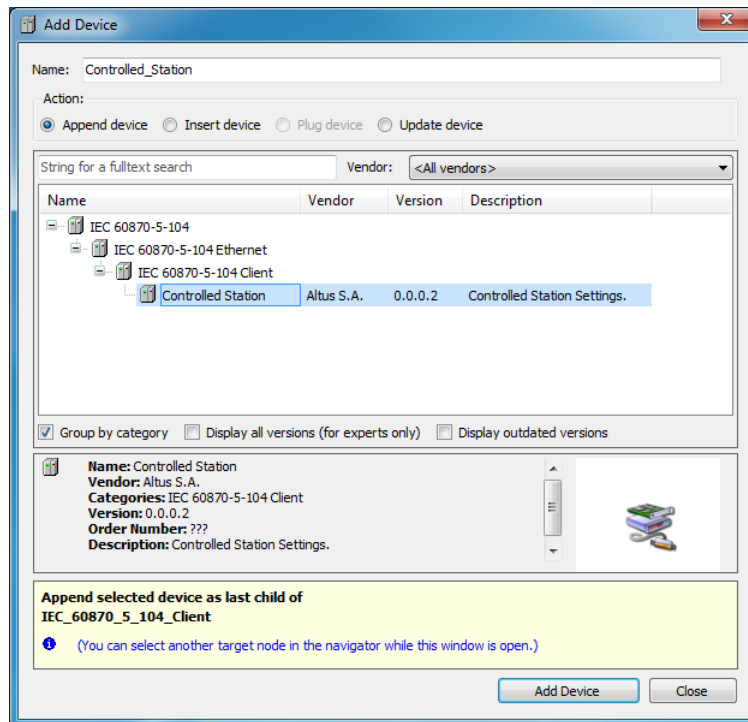 Add Device
Name: Controlled_Station
Action:
Append device Insert device Plug device Update device
String for a fulltext search Vendor: <All vendors>
Name Vendor Version Description
IEC 60870-5-104
IEC 60870-5-104 Ethernet
IEC 60870-5-104 Client
Controlled Station Altus S.A. 0.0.0.2 Controlled Station Settings.
Group by category Display all versions (for experts only) Display outdated versions
Name: Controlled Station
Vendor: Altus S.A.
Categories: IEC 60870-5-104 Client
Version: 0.0.0.2
Order Number: ???
Description: Controlled Station Settings.
Append selected device as last child of
IEC_60870_5_104_Client
(You can select another target node in the navigator while this window is open.)
Add Device Close